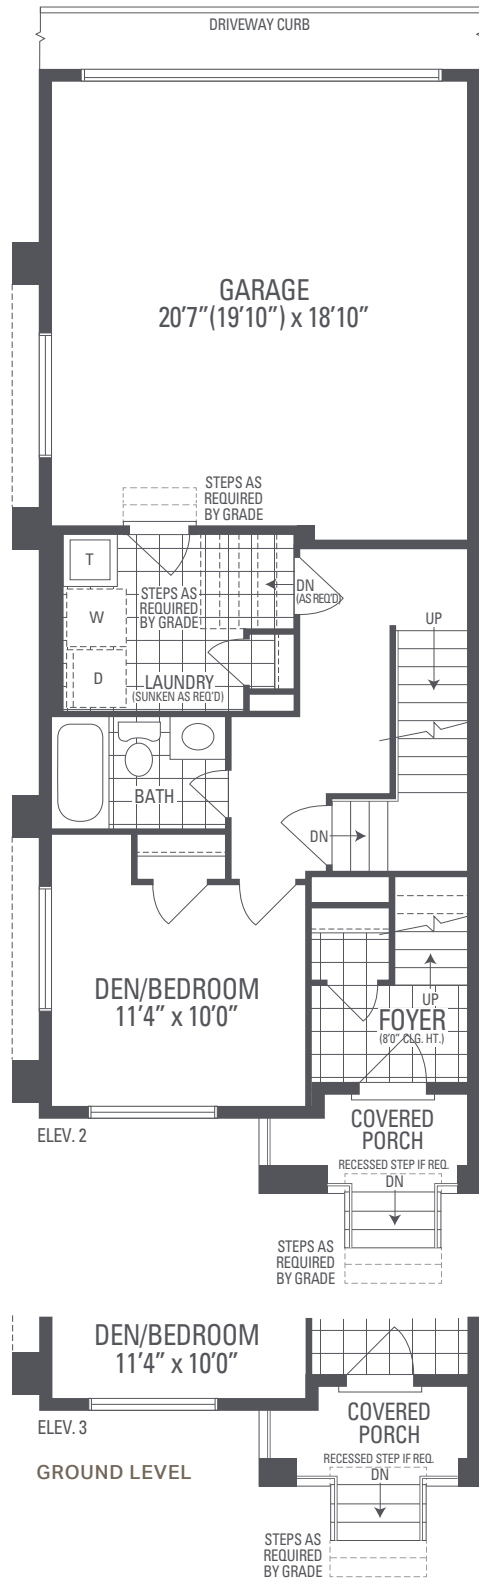 DRIVEWAY CURB
GARAGE
20'7"(19'10") x 18'10"
STEPS AS
REQUIRED
BY GRADE
T
STEPS AS
REQUIRED
BY GRADE
DN
(AS REQ'D)
W
UP
D
LAUNDRY
(SUNKEN AS REQ'D)
BATH
DN
DEN/BEDROOM
11'4" x 10'0"
UP
FOYER
(8'0" CLG. HT.)
COVERED
PORCH
ELEV. 2
RECESSED STEP IF REQ.
DN
STEPS AS
REQUIRED
BY GRADE
DEN/BEDROOM
11'4" x 10'0"
COVERED
PORCH
ELEV. 3
RECESSED STEP IF REQ.
GROUND LEVEL
DN
STEPS AS
REQUIRED
BY GRADE